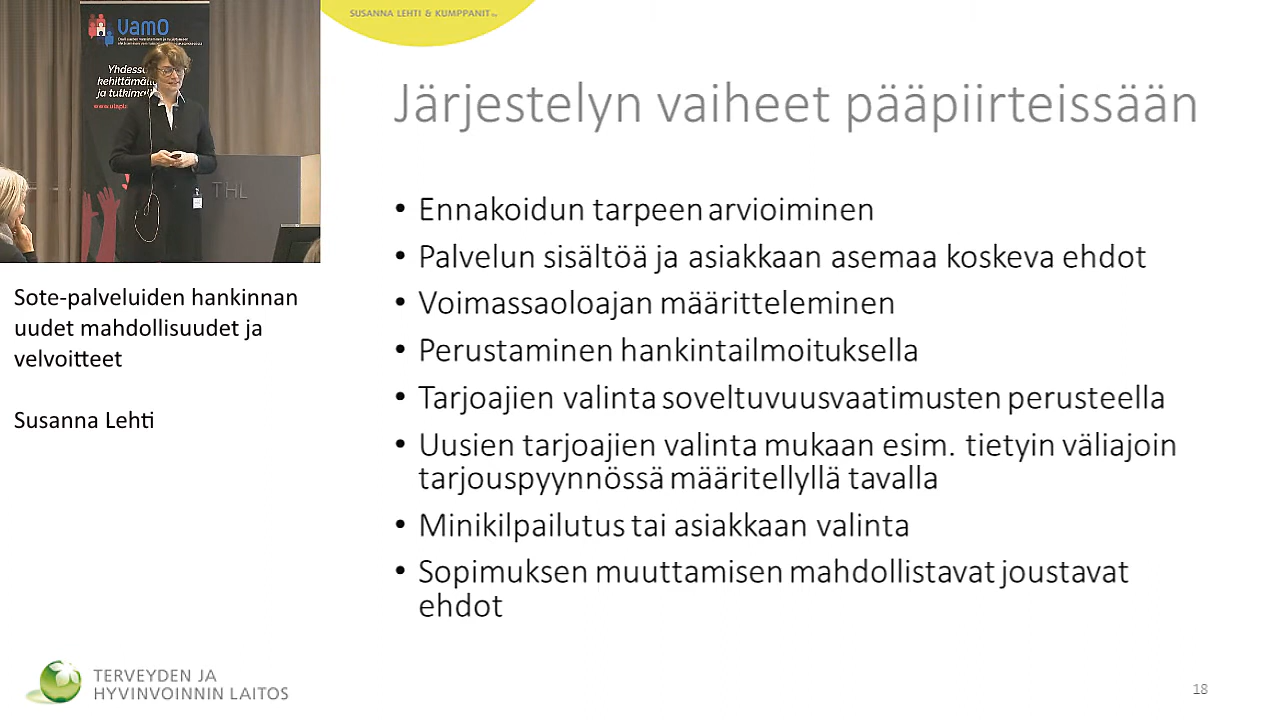 SUSANNA LEHTI & KUMPPANIT
Järjestelyn vaiheet pääpiirteissään
VamO
Yhdessä
kehittämä
ja tutkima
THL
• Ennakoidun tarpeen arvioiminen
• Palvelun sisältöä ja asiakkaan asemaa koskeva ehdot
• Voimassaoloajan määritteleminen
• Perustaminen hankintailmoituksella
• Tarjoajien valinta soveltuvuusvaatimusten perusteella
• Uusien tarjoajien valinta mukaan esim. tietyin väliajoin
tarjouspyynnössä määritellyllä tavalla
• Minikilpailutus tai asiakkaan valinta
• Sopimuksen muuttamisen mahdollistavat joustavat
ehdot
Sote-palveluiden hankinnan
uudet mahdollisuudet ja
velvoitteet
Susanna Lehti
TERVEYDEN JA
HYVINVOINNIN LAITOS
18